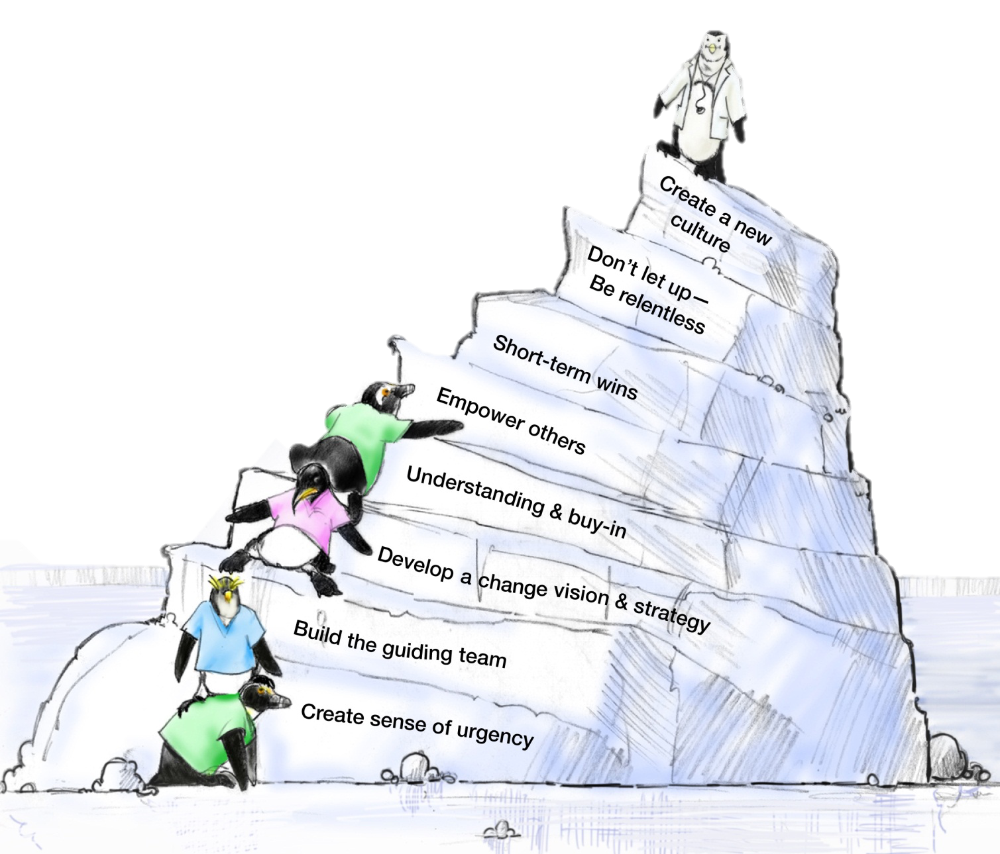 Create a new
culture
Don't let up—
Be relentless
Short-term wins
Empower others
Understanding & buy-in
Develop a change vision & strategy
Build the guiding team
Create sense of urgency